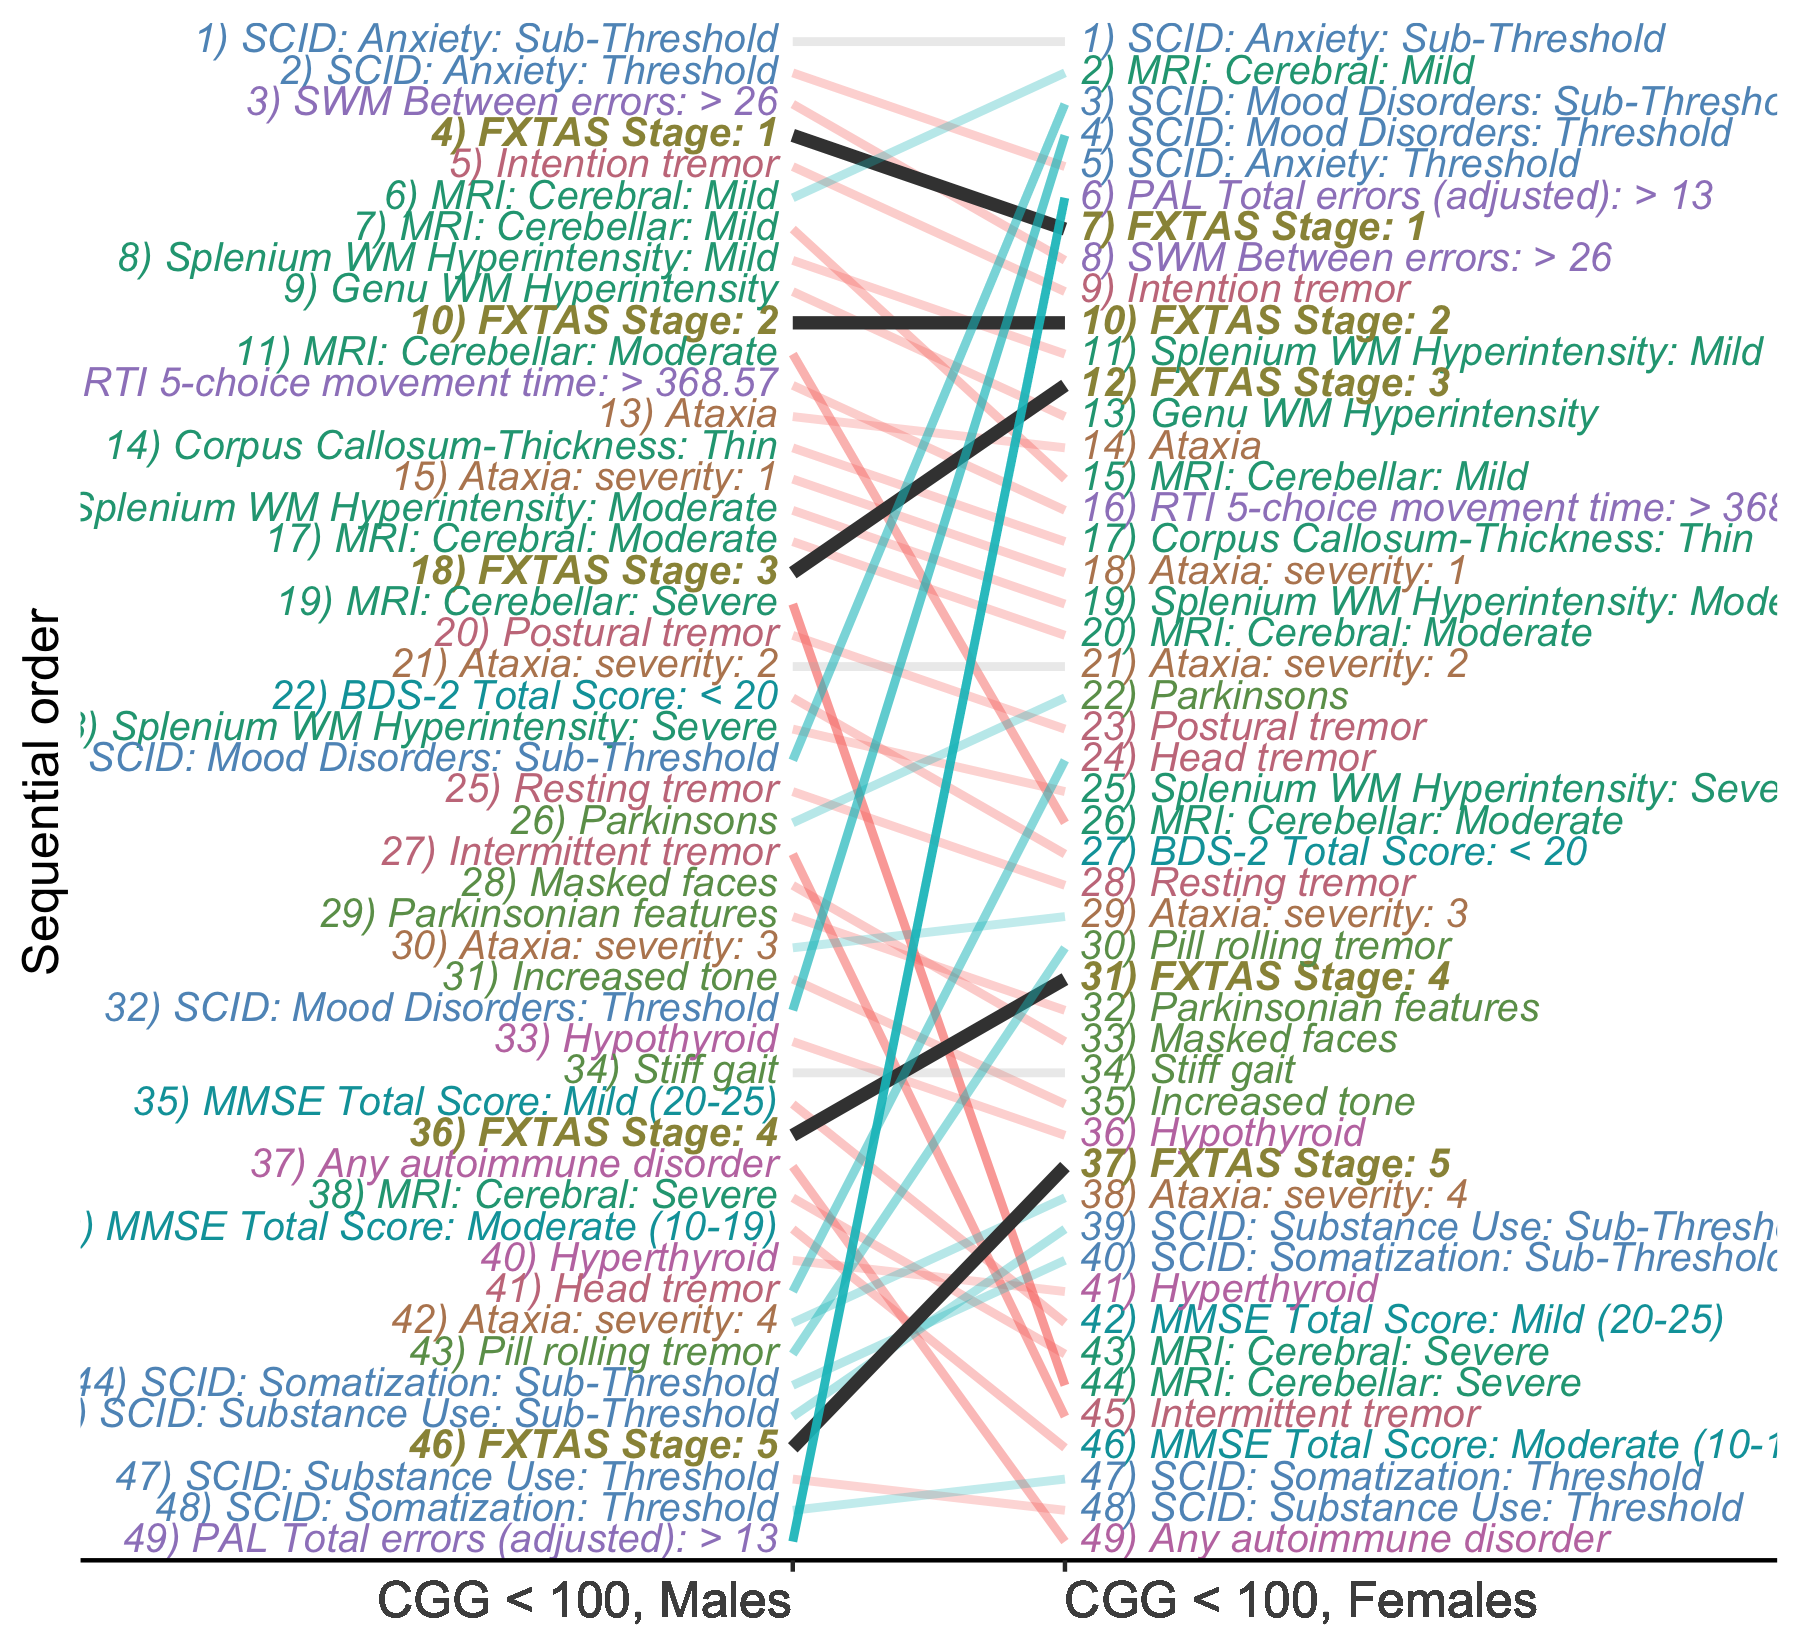 1) SCID: Anxiety: Sub-Threshold
2) SCID: Anxiety: Threshold
3) SWM Between errors: > 26
4) FXTAS Stage: 1
5) Intention tremor
6) MRI: Cerebral: Mild
7) MRI: Cerebellar: Mild
8) Splenium WM Hyperintensity: Mild
9) Genu WM Hyperintensity
10) FXTAS Stage: 2
11) MRI: Cerebellar: Moderate
RTI 5-choice movement time: > 368.57
13) Ataxia
14) Corpus Callosum-Thickness: Thin
15) Ataxia: severity: 1
Splenium WM Hyperintensity: Moderate
17) MRI: Cerebral: Moderate
18) FXTAS Stage: 3
19) MRI: Cerebellar: Severe
20) Postural tremor
21) Ataxia: severity: 2
22) BDS-2 Total Score: < 20
) Splenium WM Hyperintensity: Severe
SCID: Mood Disorders: Sub-Threshold
25) Resting tremor
26) Parkinsons
27) Intermittent tremor
28) Masked faces
29) Parkinsonian features
30) Ataxia: severity: 3
31) Increased tone
32) SCID: Mood Disorders: Threshold
33) Hypothyroid
34) Stiff gait
35) MMSE Total Score: Mild (20-25)
36) FXTAS Stage: 4
37) Any autoimmune disorder
38) MRI: Cerebral: Severe
) MMSE Total Score: Moderate (10-19)
40) Hyperthyroid
41) Head tremor
42) Ataxia: severity: 4
43) Pill rolling tremor
44) SCID: Somatization: Sub-Threshold
) SCID: Substance Use: Sub-Threshold
46) FXTAS Stage: 5
47) SCID: Substance Use: Threshold
48) SCID: Somatization: Threshold
49) PAL Total errors (adjusted): > 13
1) SCID: Anxiety: Sub-Threshold
2) MRI: Cerebral: Mild
3) SCID: Mood Disorders: Sub-Thresho
4) SCID: Mood Disorders: Threshold
5) SCID: Anxiety: Threshold
6) PAL Total errors (adjusted): > 13
7) FXTAS Stage: 1
8) SWM Between errors: > 26
9) Intention tremor
10) FXTAS Stage: 2
11) Splenium WM Hyperintensity: Mild
12) FXTAS Stage: 3
13) Genu WM Hyperintensity
14) Ataxia
15) MRI: Cerebellar: Mild
16) RTI 5-choice movement time: > 368
17) Corpus Callosum-Thickness: Thin
18) Ataxia: severity: 1
19) Splenium WM Hyperintensity: Mode
20) MRI: Cerebral: Moderate
21) Ataxia: severity: 2
22) Parkinsons
23) Postural tremor
24) Head tremor
25) Splenium WM Hyperintensity: Seve
26) MRI: Cerebellar: Moderate
27) BDS-2 Total Score: < 20
28) Resting tremor
29) Ataxia: severity: 3
30) Pill rolling tremor
31) FXTAS Stage: 4
32) Parkinsonian features
33) Masked faces
34) Stiff gait
35) Increased tone
36) Hypothyroid
37) FXTAS Stage: 5
38) Ataxia: severity: 4
39) SCID: Substance Use: Sub-Thresh
40) SCID: Somatization: Sub-Threshold
41) Hyperthyroid
42) MMSE Total Score: Mild (20-25)
43) MRI: Cerebral: Severe
44) MRI: Cerebellar: Severe
45) Intermittent tremor
46) MMSE Total Score: Moderate (10-1
47) SCID: Somatization: Threshold
48) SCID: Substance Use: Threshold
49) Any autoimmune disorder
Sequential order
CGG < 100, Males
CGG < 100, Females